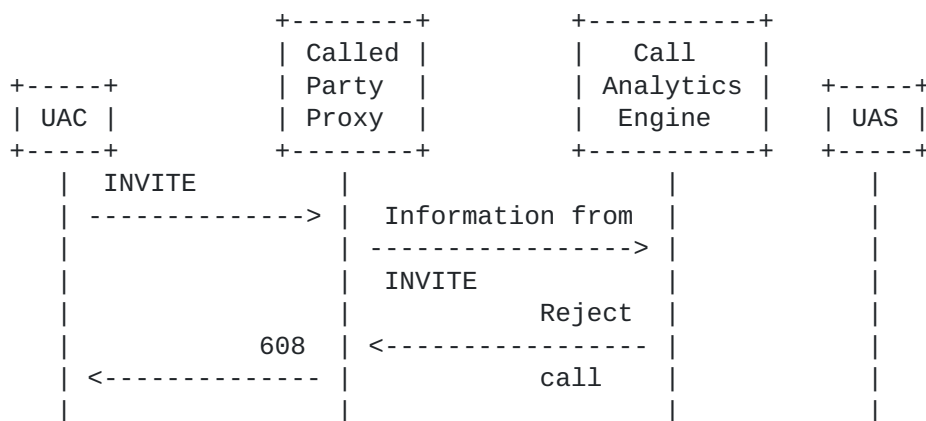 Called Call
Party Analytics
UAC Proxy Engine UAS
INVITE
Information from
INVITE
Reject
608
call